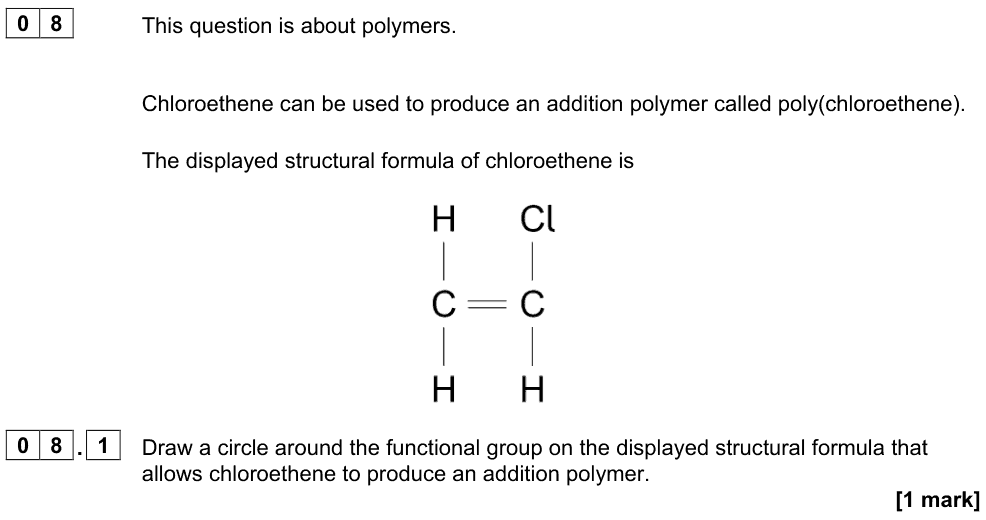 0 8 This question is about polymers.
Chloroethene can be used to produce an addition polymer called poly(chloroethene).
The displayed structural formula of chloroethene is
H Cl
C C
H H
0 8 . 1 Draw a circle around the functional group on the displayed structural formula that
allows chloroethene to produce an addition polymer.
[1 mark]